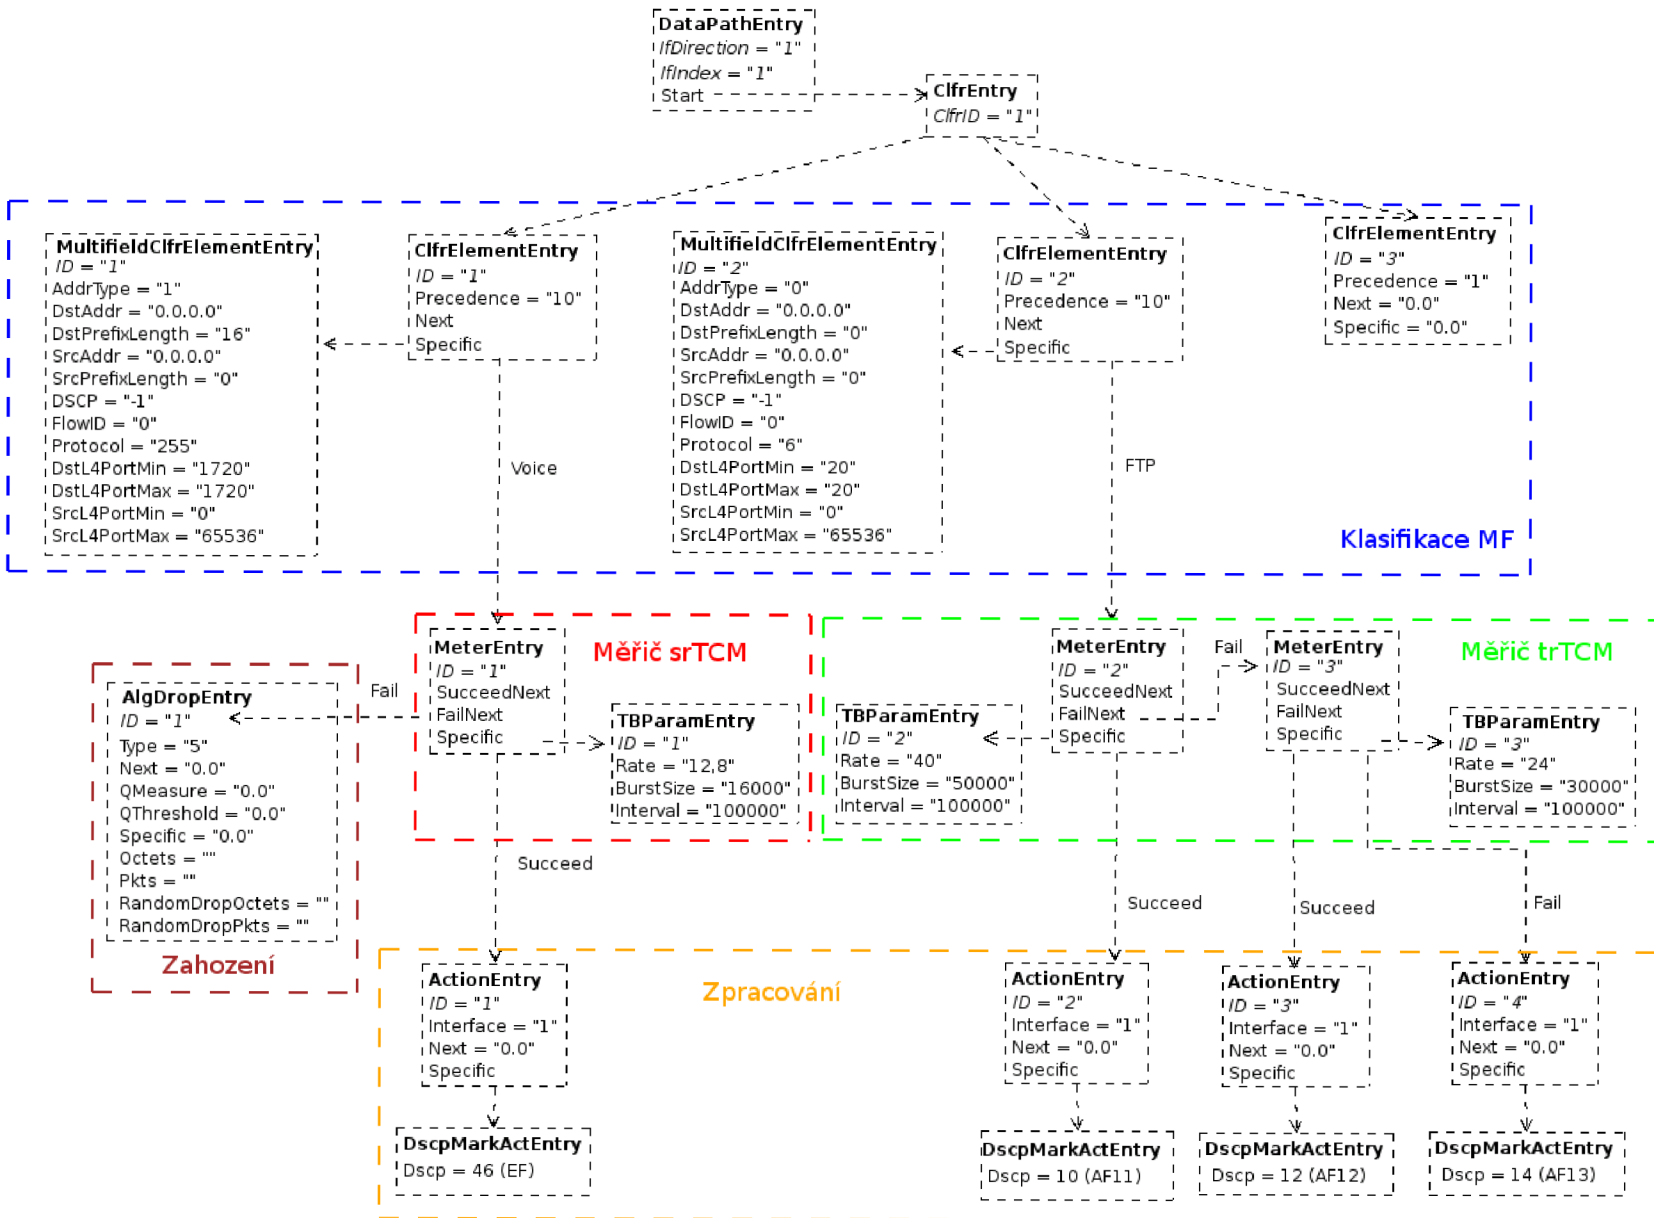 DataPathEntry
IfDirection = "1"
IfIndex = "1"
Start
ClfrEntry
ClfrID = "1"
MultifieldClfrElementEntry
ID = "1"
AddrType = "1"
DstAddr = "0.0.0.0"
DstPrefixLength = "16"
SrcAddr = "0.0.0.0"
SrcPrefixLength = "0"
DSCP = "-1"
FlowID = "0"
Protocol = "255"
DstL4PortMin = "1720"
DstL4PortMax = "1720"
SrcL4PortMin = "0"
SrcL4PortMax = "65536"
ClfrElementEntry
ID = "1"
Precedence = "10"
Next
Specific
Voice
MultifieldClfrElementEntry
ID = "2"
AddrType = "0"
DstAddr = "0.0.0.0"
DstPrefixLength = "0"
SrcAddr = "0.0.0.0"
SrcPrefixLength = "0"
DSCP = "-1"
FlowID = "0"
Protocol = "6"
DstL4PortMin = "20"
DstL4PortMax = "20"
SrcL4PortMin = "0"
SrcL4PortMax = "65536"
ClfrElementEntry
ID = "2"
Precedence = "10"
Next
Specific
FTP
ClfrElementEntry
ID = "3"
Precedence = "1"
Next = "0.0"
Specific = "0.0"
Klasifikace MF
AlgDropEntry
ID = "1"
Type = "5"
Next = "0.0"
QMeasure = "0.0"
QThreshold = "0.0"
Specific = "0.0"
Octets = ""
Pkts = ""
RandomDropOctets = ""
RandomDropPkts = ""
Zahození
Fail
MeterEntry
ID = "1"
SucceedNext
FailNext
Specific
Měřič srTCM
TBParamEntry
ID = "1"
Rate = "12,8"
BurstSize = "16000"
Interval = "100000"
Succeed
TBParamEntry
ID = "2"
Rate = "40"
BurstSize = "50000"
Interval = "100000"
MeterEntry
ID = "2"
SucceedNext
FailNext
Specific
Fail
MeterEntry
ID = "3"
SucceedNext
FailNext
Specific
Měřič trTCM
TBParamEntry
ID = "3"
Rate = "24"
BurstSize = "30000"
Interval = "100000"
Succeed
Succeed
Fail
Zpracování
ActionEntry
ID = "1"
Interface = "1"
Next = "0.0"
Specific
ActionEntry
ID = "2"
Interface = "1"
Next = "0.0"
Specific
ActionEntry
ID = "3"
Interface = "1"
Next = "0.0"
Specific
ActionEntry
ID = "4"
Interface = "1"
Next = "0.0"
Specific
DscpMarkActEntry
Dscp = 46 (EF)
DscpMarkActEntry
Dscp = 10 (AF11)
DscpMarkActEntry
Dscp = 12 (AF12)
DscpMarkActEntry
Dscp = 14 (AF13)